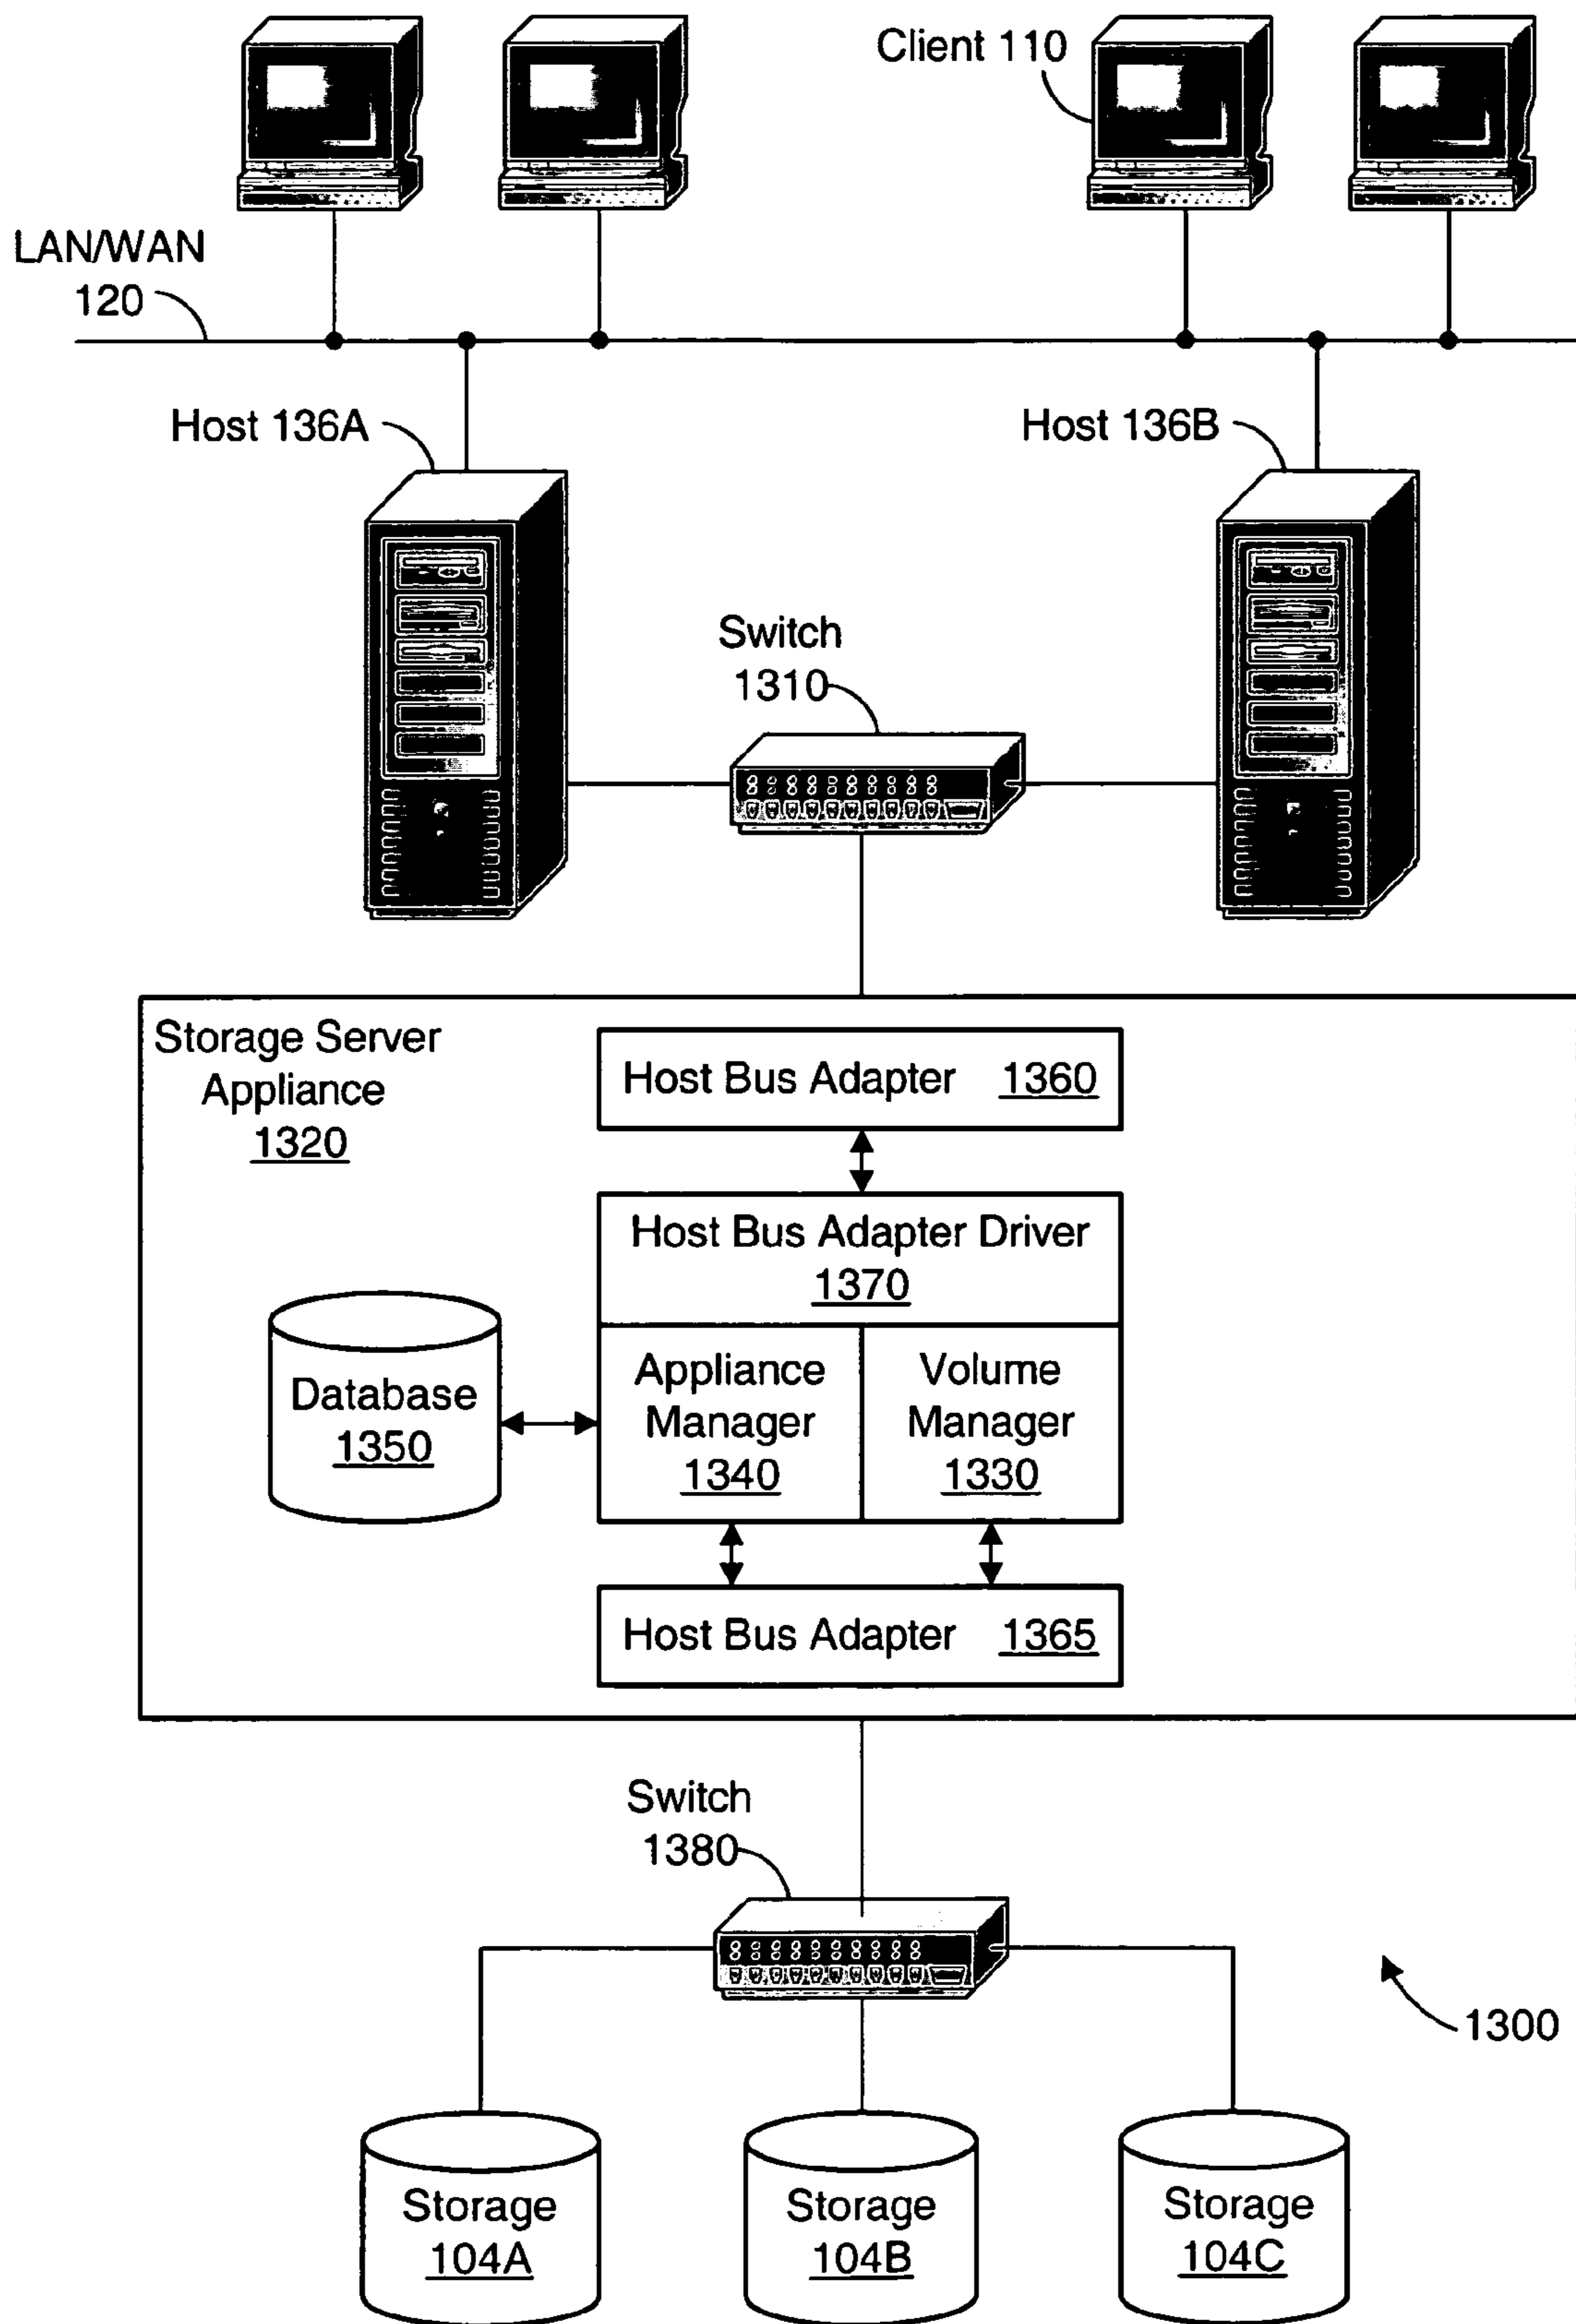 Client 110
LAN/WAN
120
Host 136A
Host 136B
Switch
1310
Storage Server
Appliance
1320
Host Bus Adapter 1360
Host Bus Adapter Driver
1370
Database
1350
Appliance
Manager
1340
Volume
Manager
1330
Host Bus Adapter 1365
Switch
1380
1300
Storage
104A
Storage
104B
Storage
104C